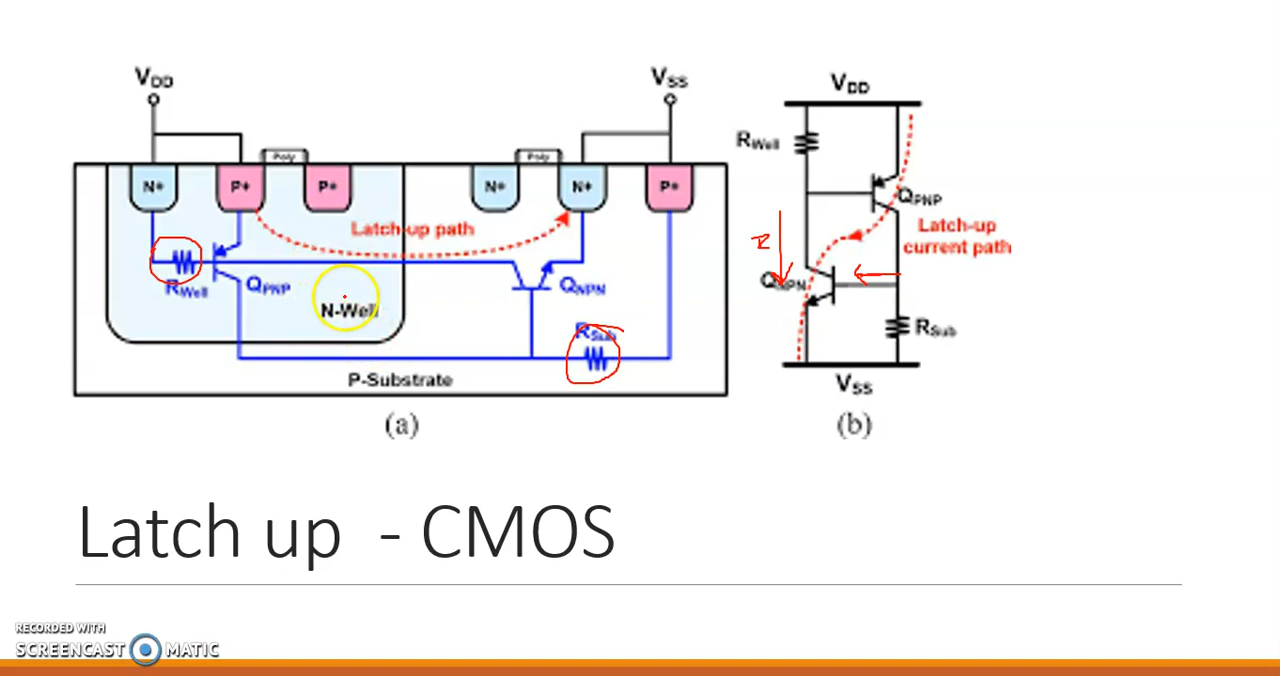 VDD
VSS
Poly
Poly
N+
P+
P+
N+
N+
P+
Latch-up path
RWell
QPNP
QNPN
N-Well
RSub
P-Substrate
(a)
VDD
RWell
QPNP
Latch-up
current path
QNPN
RSub
VSS
(b)
Latch up - CMOS
RECORDED WITH
SCREENCAST MATIC